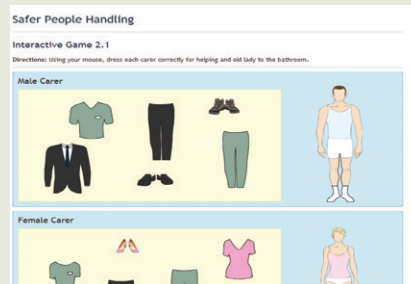 Safer People Handling
Interactive Game 2.1
Directions: Using your mouse, dress each carer correctly for helping and old lady to the bathroom.
Male Carer
Female Carer